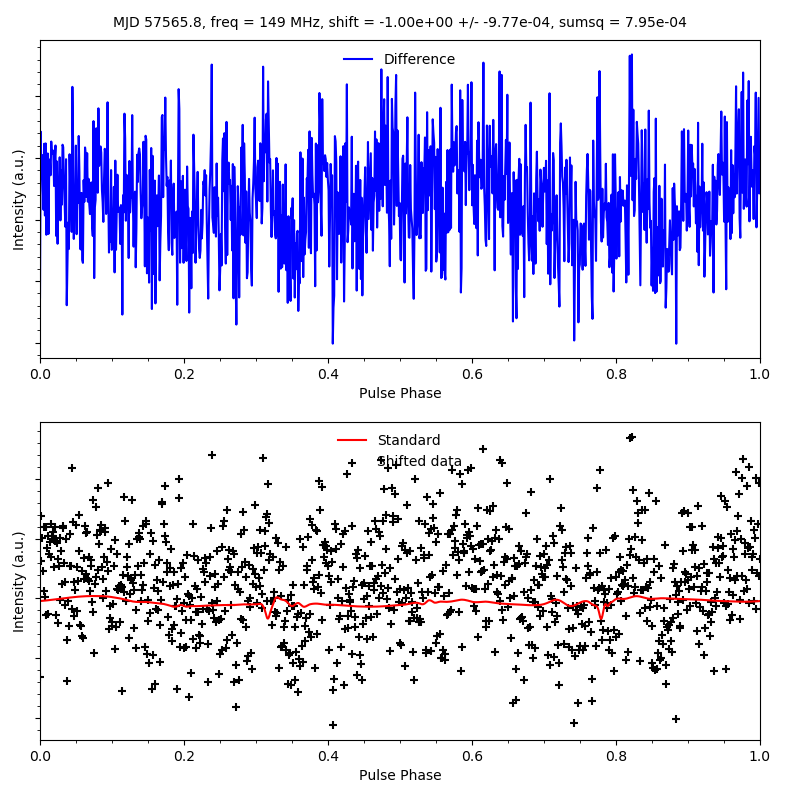 MJD 57565.8, freq = 149 MHz, shift = -1.00e+00 +/- -9.77e-04, sumsq = 7.95e-04
Difference
Intensity (a.u.)
0.0 0.2 0.4 0.6 0.8 1.0
Pulse Phase
Standard
Shifted data
Intensity (a.u.)
0.0 0.2 0.4 0.6 0.8 1.0
Pulse Phase